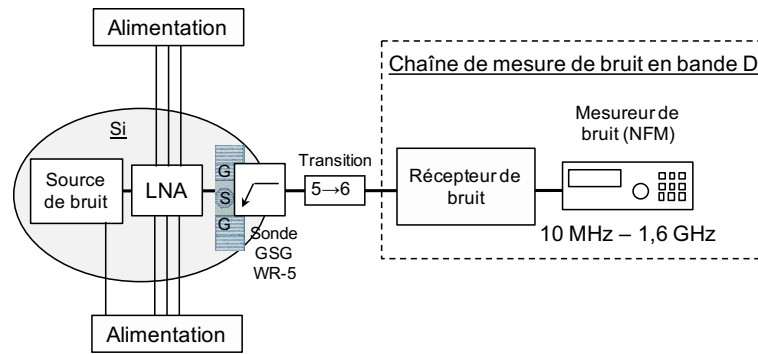 Alimentation
Chaîne de mesure de bruit en bande D
Si
Mesureur de
bruit (NFM)
Source
de bruit
LNA
G
S
G
Transition
5→6
Récepteur de
bruit
Sonde
GSG
WR-5
10 MHz – 1,6 GHz
Alimentation